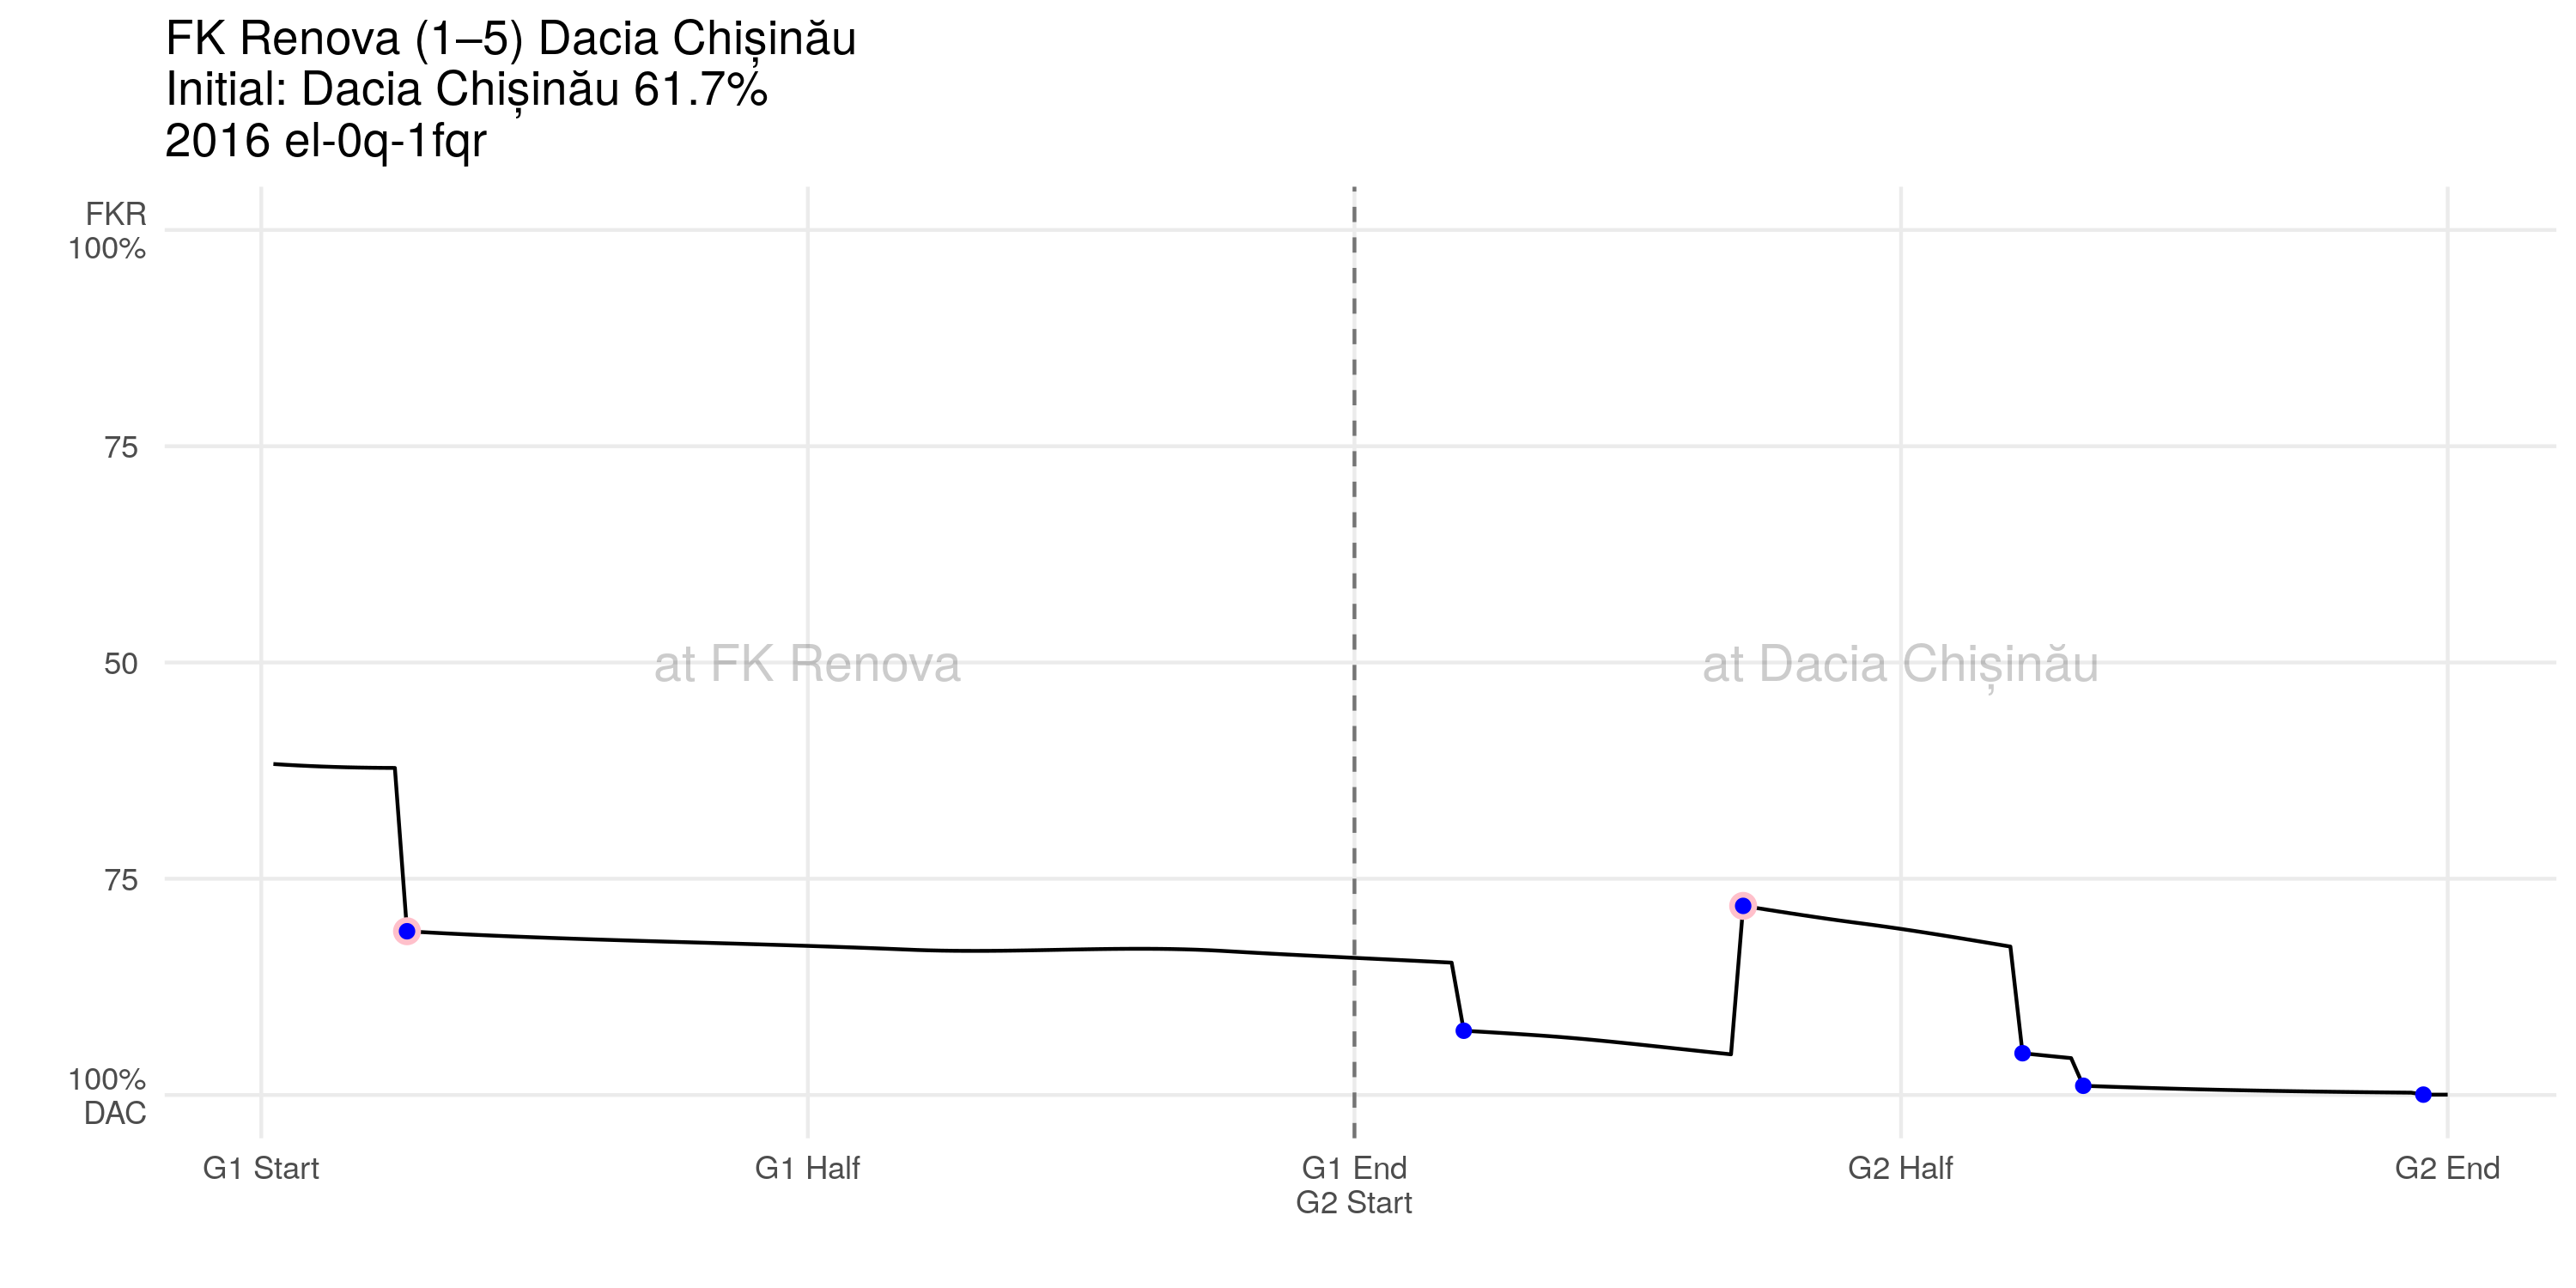 FK Renova (1–5) Dacia Chișinău
Initial: Dacia Chișinău 61.7%
2016 el-0q-1fqr
FKR
100%
75
50
75
100%
DAC
at FK Renova
at Dacia Chișinău
G1 Start
G1 Half
G1 End
G2 Start
G2 Half
G2 End